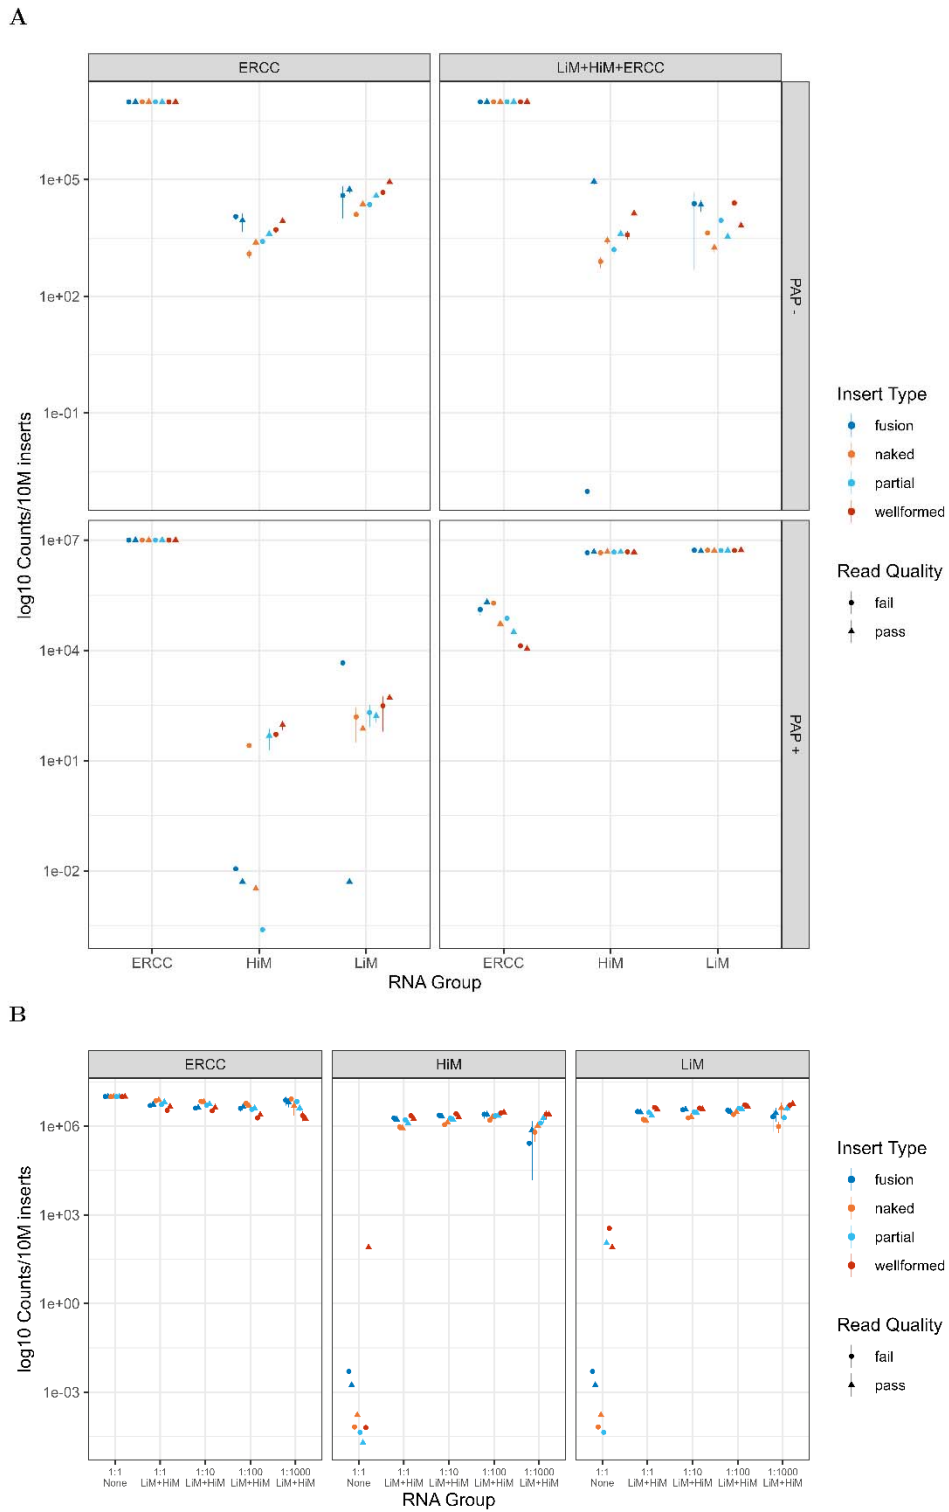 A
ERCC
LiM+HiM+ERCC
1e+05
1e+02
1e-01
PAP -
1e+07
1e+04
1e+01
1e-02
PAP +
log10 Counts/10M inserts
ERCC HiM LiM ERCC HiM LiM
RNA Group
Insert Type
fusion
naked
partial
wellformed
Read Quality
fail
pass
B
ERCC
HiM
LiM
1e+06
1e+03
1e+00
1e-03
log10 Counts/10M inserts
1:1 1:1 1:10 1:100 1:1000 1:1 1:1 1:10 1:100 1:1000 1:1 1:1 1:10 1:100 1:1000
None LiM+HiM LiM+HiM LiM+HiM LiM+HiM None LiM+HiM LiM+HiM LiM+HiM LiM+HiM None LiM+HiM LiM+HiM LiM+HiM LiM+HiM
RNA Group
Insert Type
fusion
naked
partial
wellformed
Read Quality
fail
pass